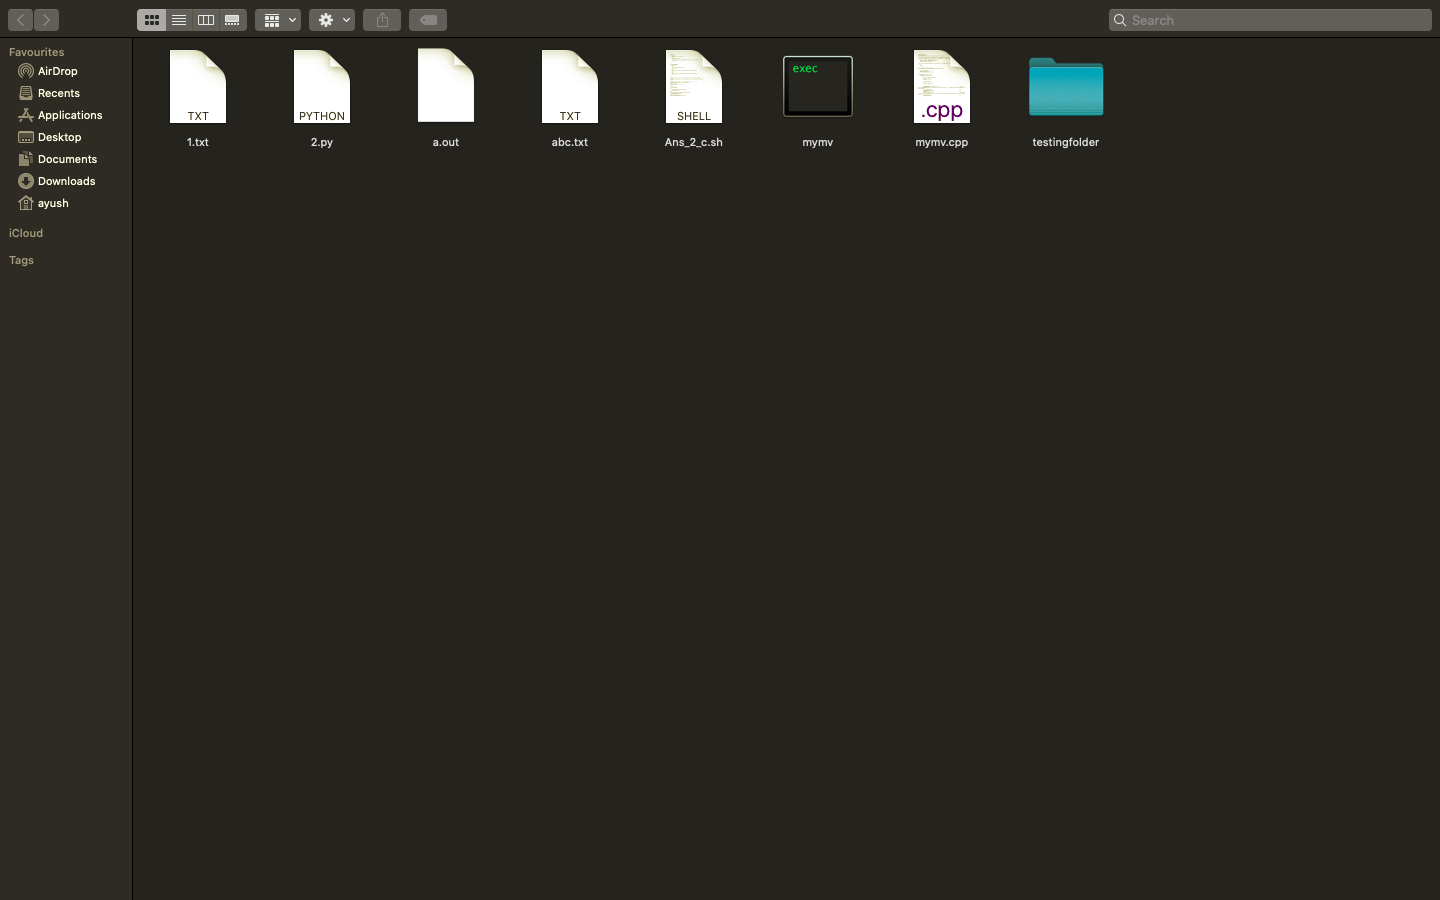 Search
Favourites
AirDrop
Recents
Applications
Desktop
Documents
Downloads
ayush
iCloud
Tags
TXT
PYTHON
TXT
SHELL
exec
.cpp
1.txt
2.py
a.out
abc.txt
Ans_2_c.sh
mymv
mymv.cpp
testingfolder